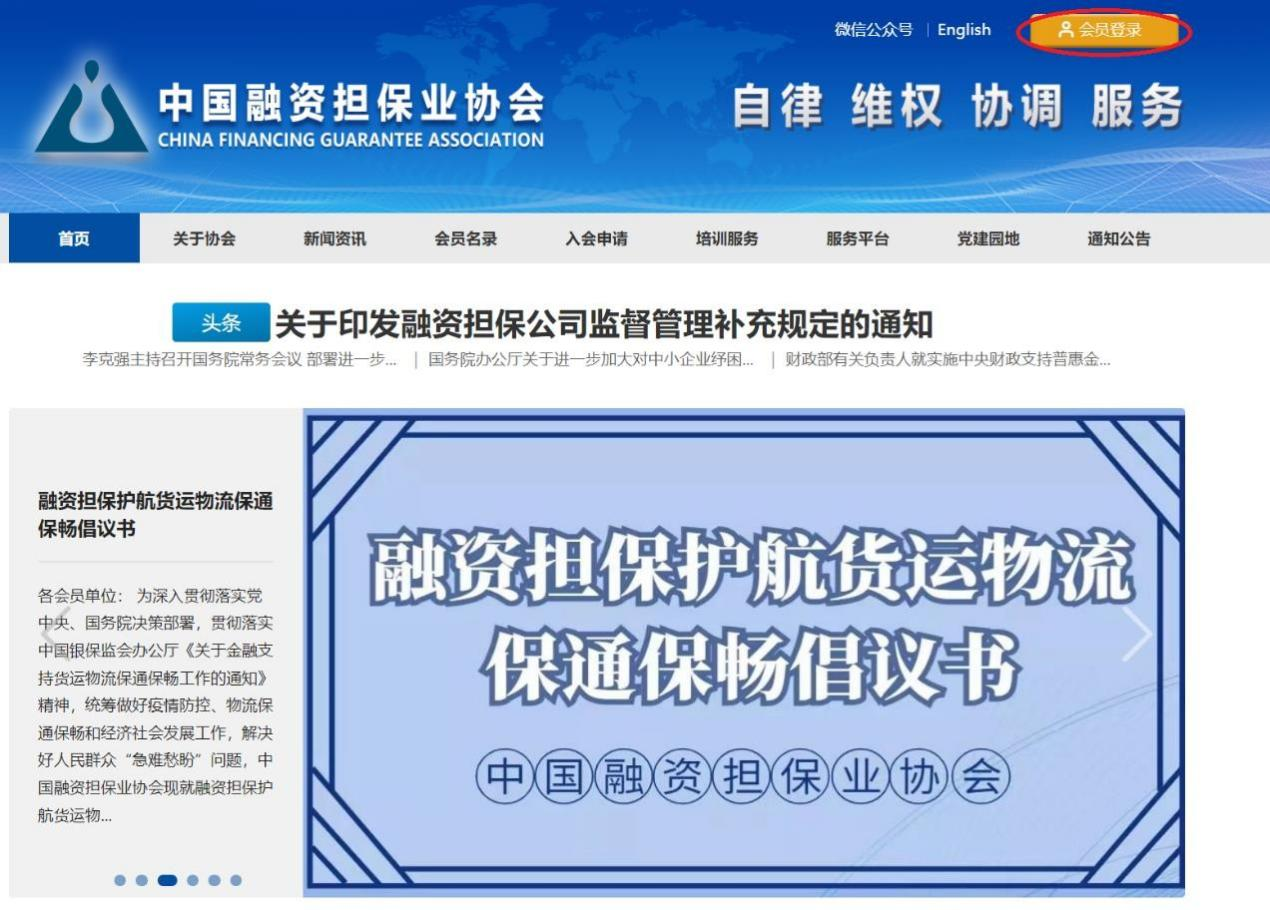 微信公众号 | English 会员登录
中国融资担保业协会
CHINA FINANCING GUARANTEE ASSOCIATION
自律 维权 协调 服务
首页 关于协会 新闻资讯 会员名录 入会申请 培训服务 服务平台 党建园地 通知公告
头条 关于印发融资担保公司监督管理补充规定的通知
李克强主持召开国务院常务会议 部署进一步... | 国务院办公厅关于进一步加大对中小企业纾困... | 财政部有关负责人就实施中央财政支持普惠金...
融资担保护航货运物流保通
保畅倡议书
各会员单位： 为深入贯彻落实党
中央、国务院决策部署，贯彻落实
中国银保监会办公厅《关于金融支
持货运物流保通保畅工作的通知》
精神，统筹做好疫情防控、物流保
通保畅和经济社会发展工作，解决
好人民群众“急难愁盼”问题，中
国融资担保业协会现就融资担保护
航货运物...
融资担保护航货运物流
保通保畅倡议书
中国融资担保业协会